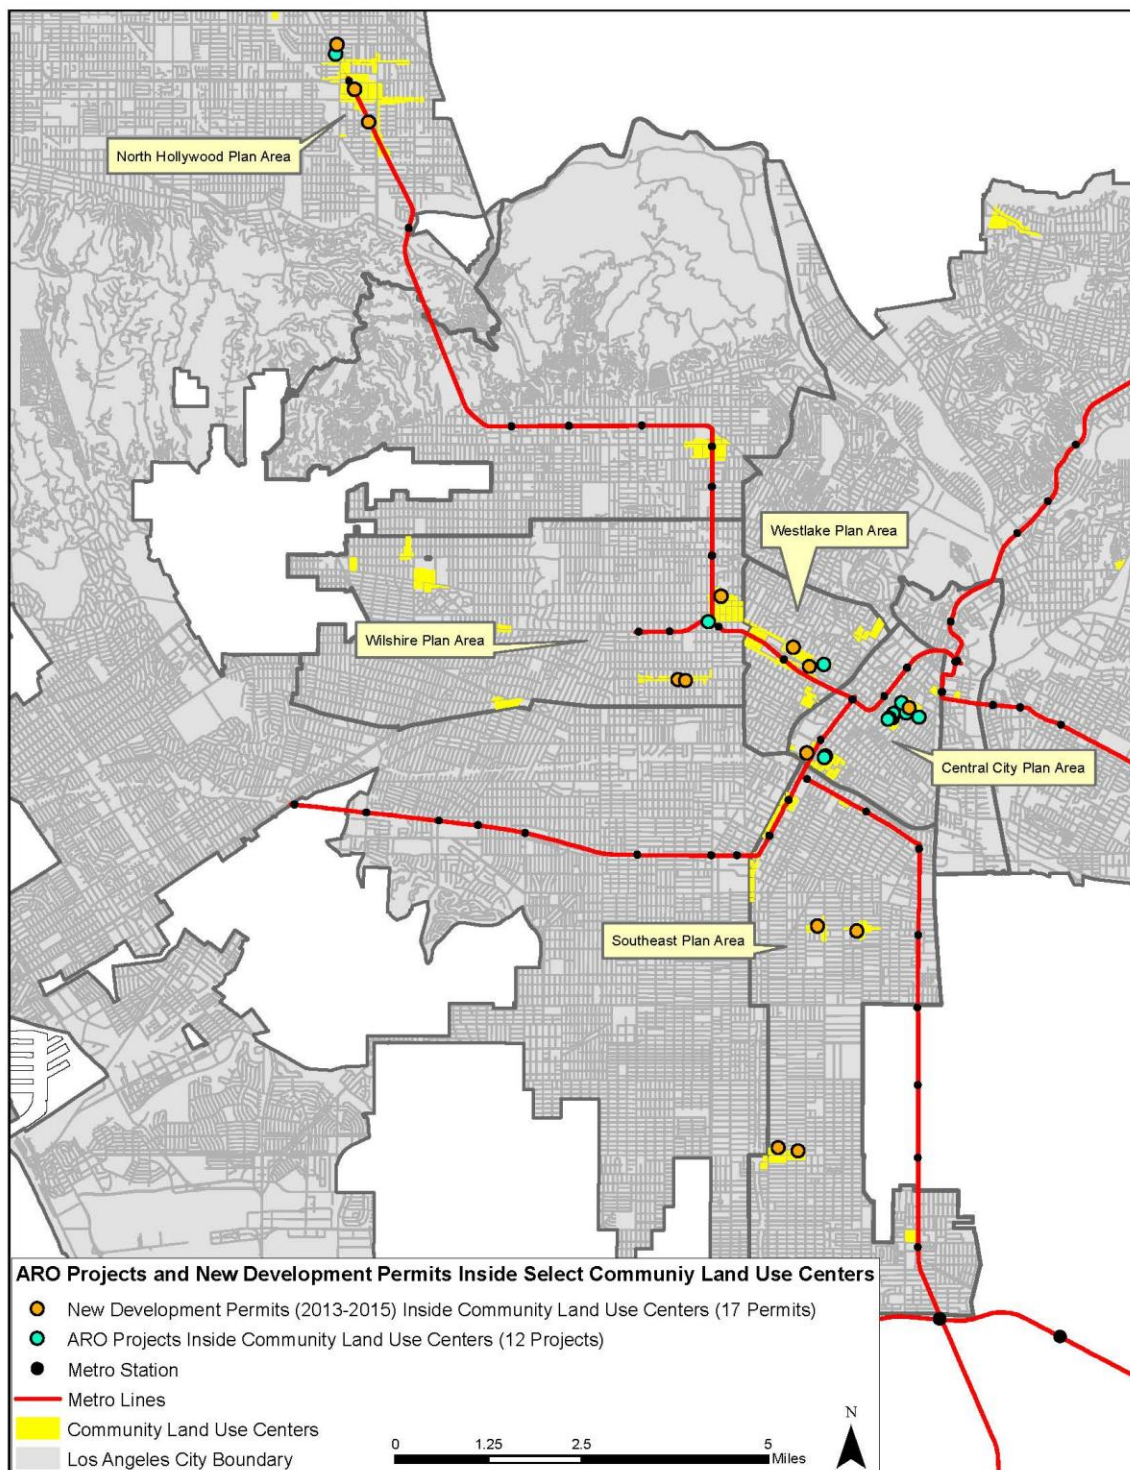 North Hollywood Plan Area
Westlake Plan Area
Wilshire Plan Area
Central City Plan Area
Southeast Plan Area
ARO Projects and New Development Permits Inside Select Communiy Land Use Centers
New Development Permits (2013-2015) Inside Community Land Use Centers (17 Permits)
ARO Projects Inside Community Land Use Centers (12 Projects)
Metro Station
Metro Lines
Community Land Use Centers
Los Angeles City Boundary
0 1.25 2.5 5
Miles
N